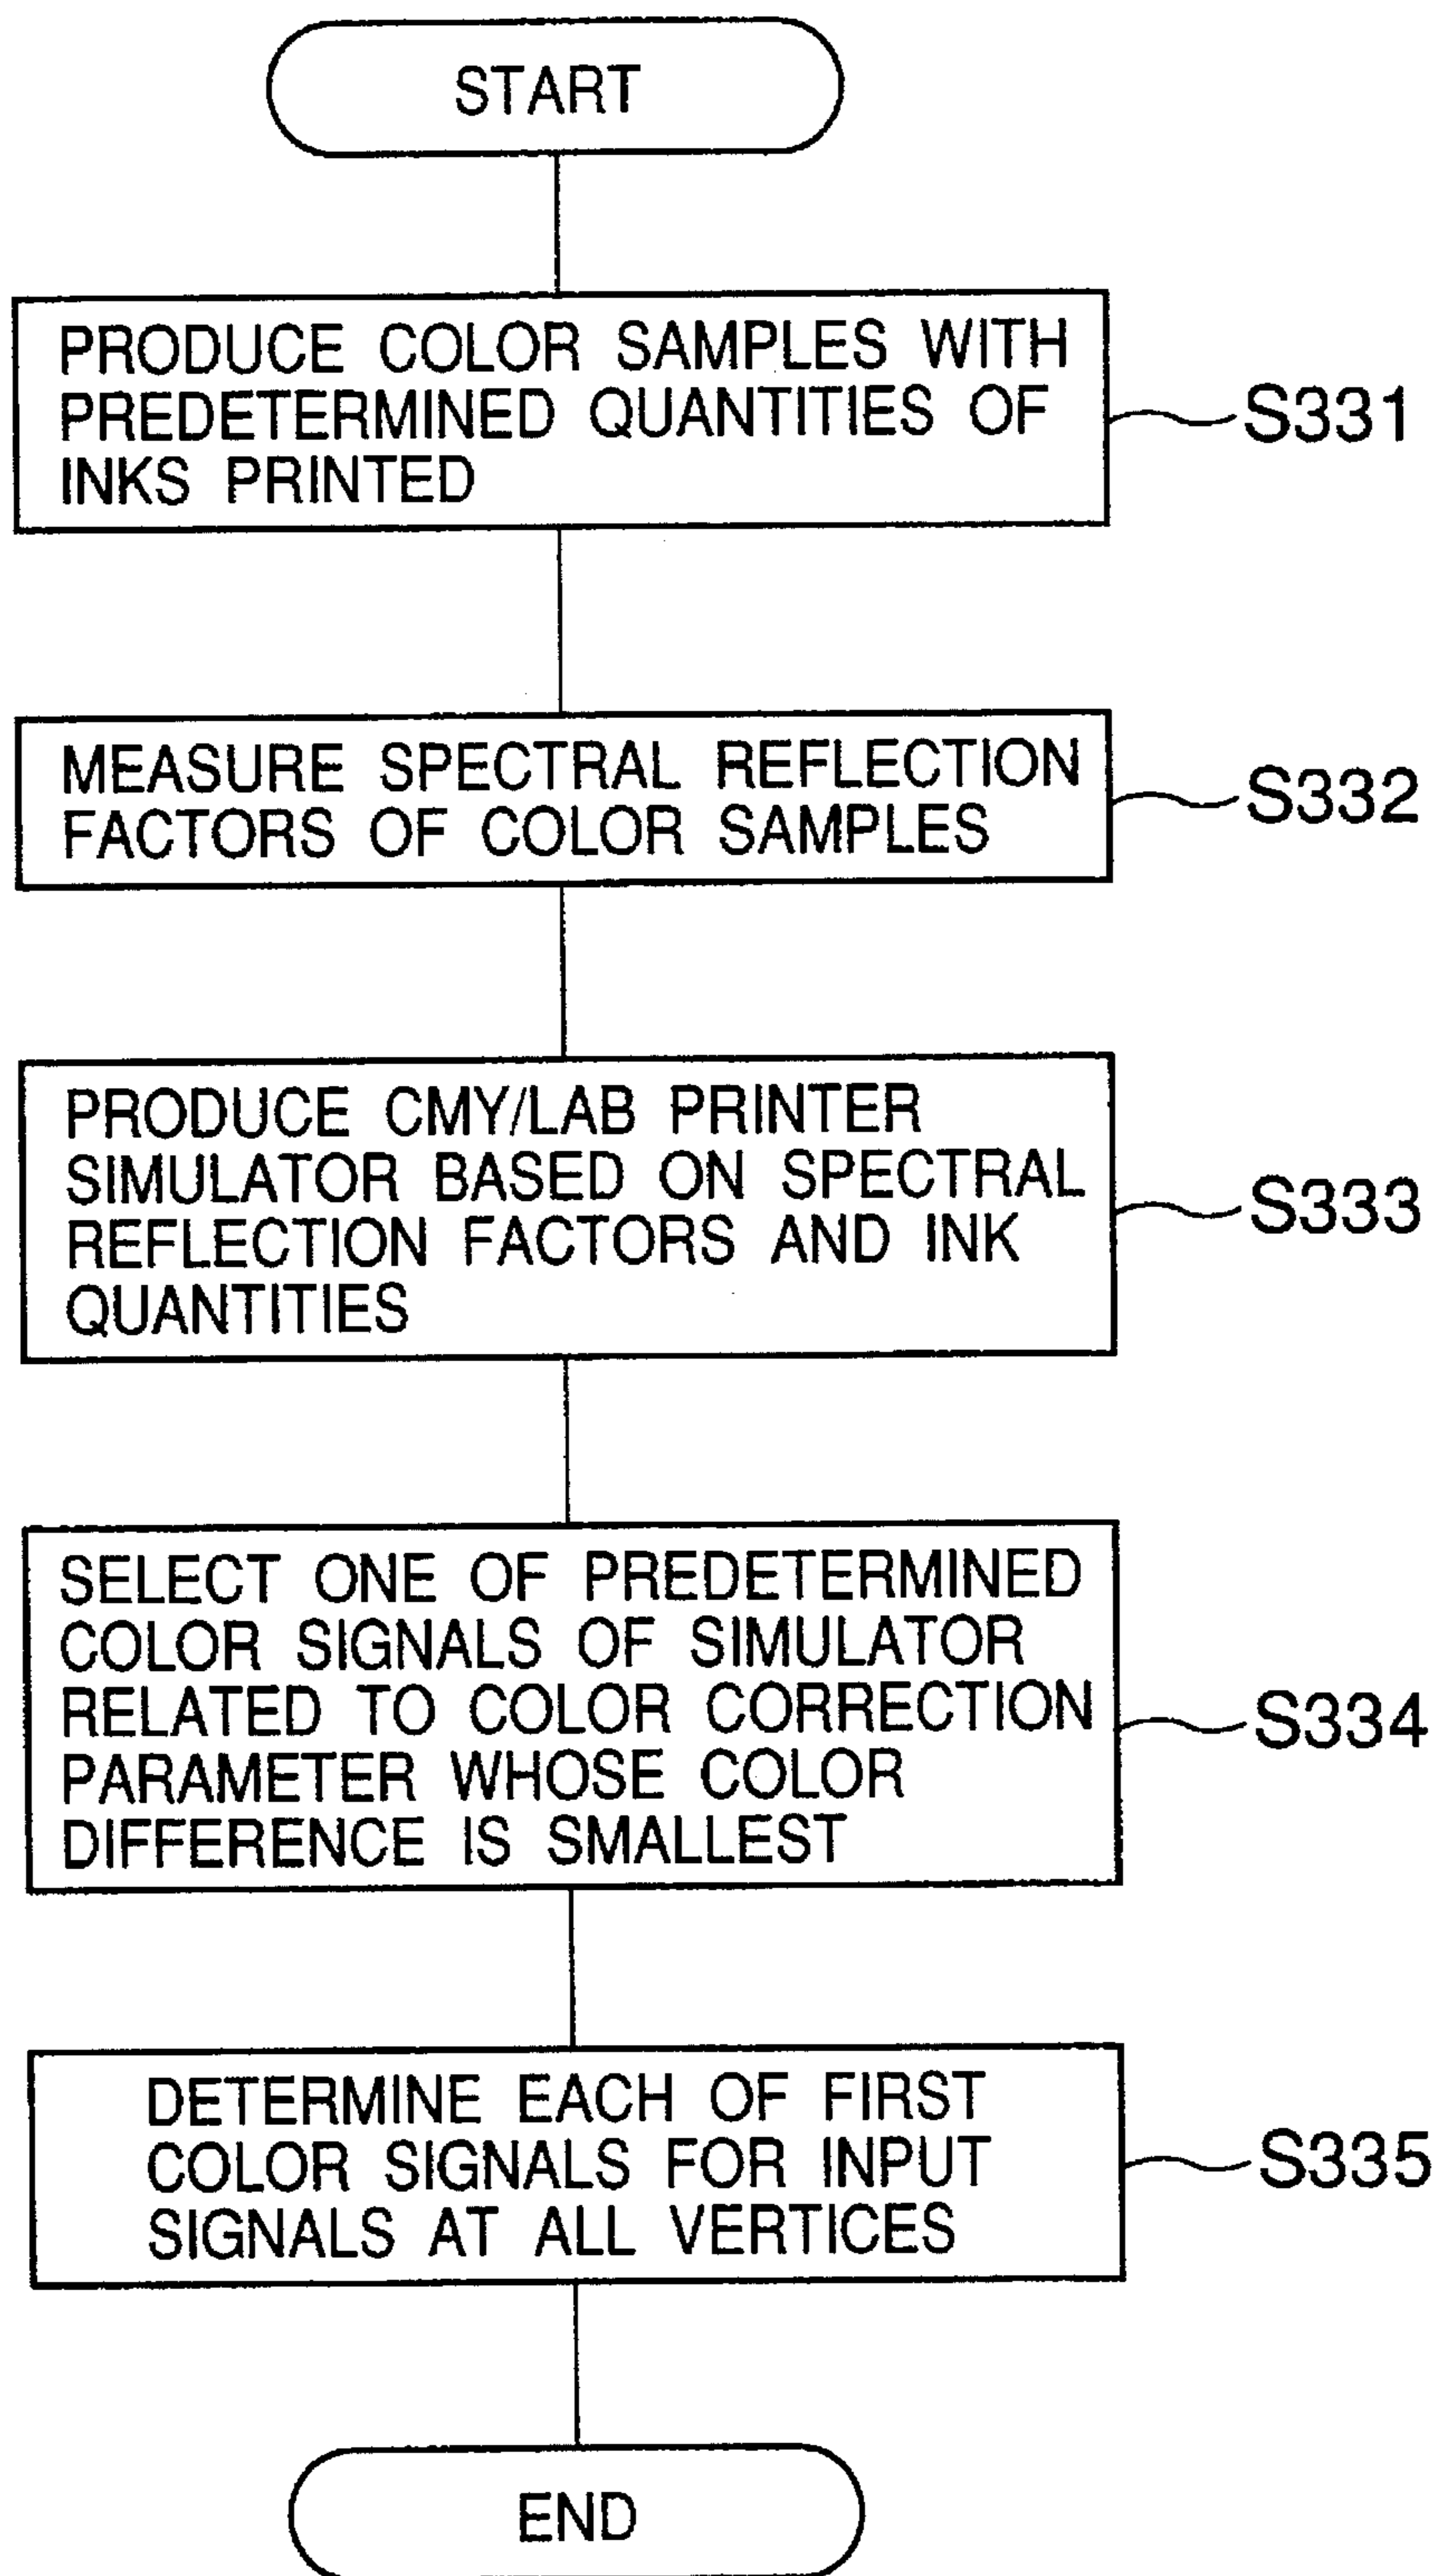 START
PRODUCE COLOR SAMPLES WITH
PREDETERMINED QUANTITIES OF
INKS PRINTED
S331
MEASURE SPECTRAL REFLECTION
FACTORS OF COLOR SAMPLES
S332
PRODUCE CMY/LAB PRINTER
SIMULATOR BASED ON SPECTRAL
REFLECTION FACTORS AND INK
QUANTITIES
S333
SELECT ONE OF PREDETERMINED
COLOR SIGNALS OF SIMULATOR
RELATED TO COLOR CORRECTION
PARAMETER WHOSE COLOR
DIFFERENCE IS SMALLEST
S334
DETERMINE EACH OF FIRST
COLOR SIGNALS FOR INPUT
SIGNALS AT ALL VERTICES
S335
END